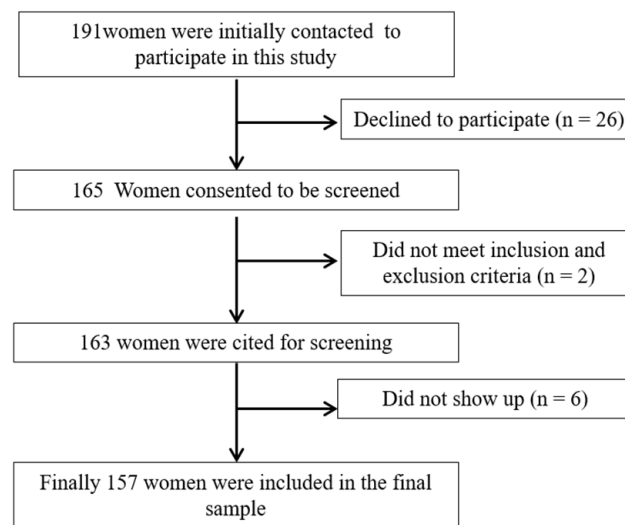 191women were initially contacted to
participate in this study
Declined to participate (n = 26)
165 Women consented to be screened
Did not meet inclusion and
exclusion criteria (n = 2)
163 women were cited for screening
Did not show up (n = 6)
Finally 157 women were included in the final
sample